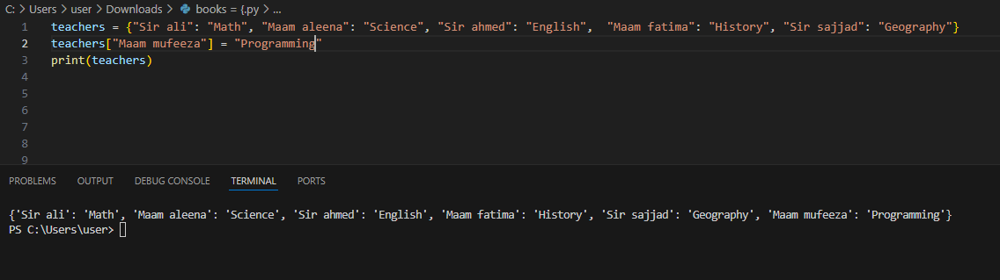 C: > Users > user > Downloads > books = {.py > ...
1 teachers = {"Sir ali": "Math", "Maam aleena": "Science", "Sir ahmed": "English",  "Maam fatima": "History", "Sir sajjad": "Geography"}
2 teachers["Maam mufeeza"] = "Programming"
3 print(teachers)
4
5
6
7
8
9
PROBLEMS OUTPUT DEBUG CONSOLE TERMINAL PORTS
{'Sir ali': 'Math', 'Maam aleena': 'Science', 'Sir ahmed': 'English', 'Maam fatima': 'History', 'Sir sajjad': 'Geography', 'Maam mufeeza': 'Programming'}
PS C:\Users\user>